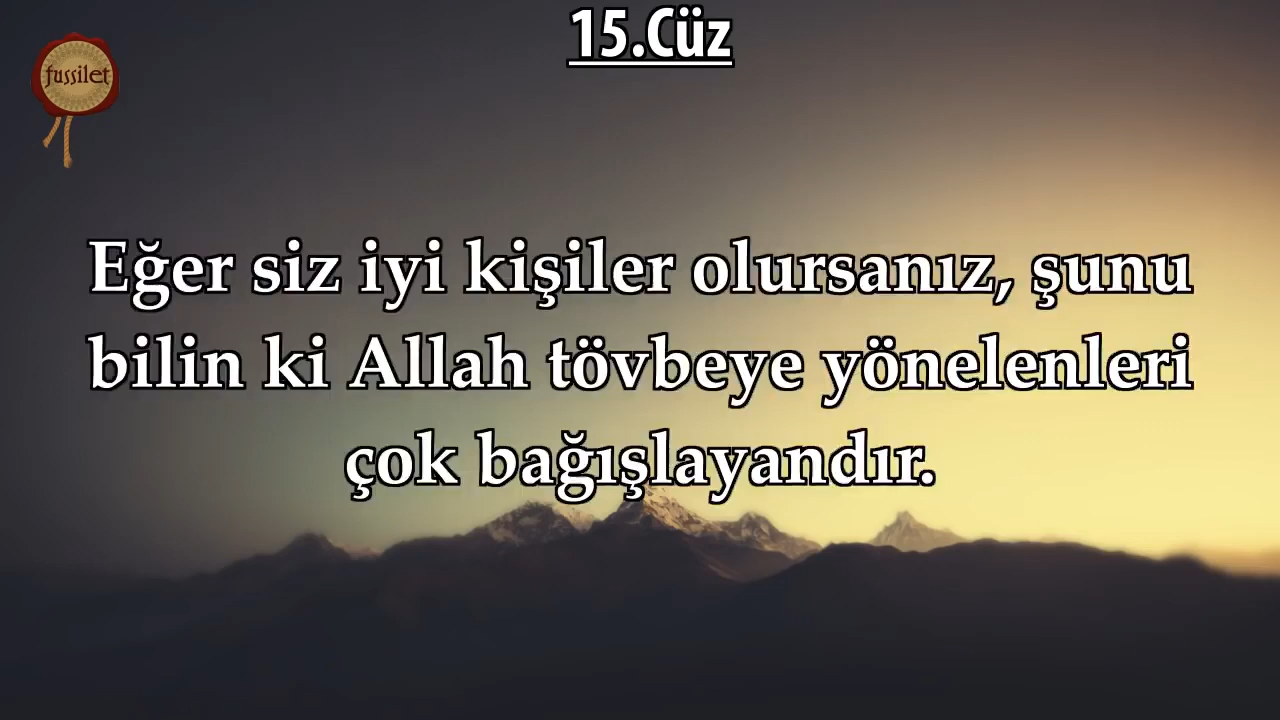 15.Cüz
fussilet
Eğer siz iyi kişiler olursanız, şunu
bilin ki Allah tövbeye yönelenleri
çok bağışlayandır.